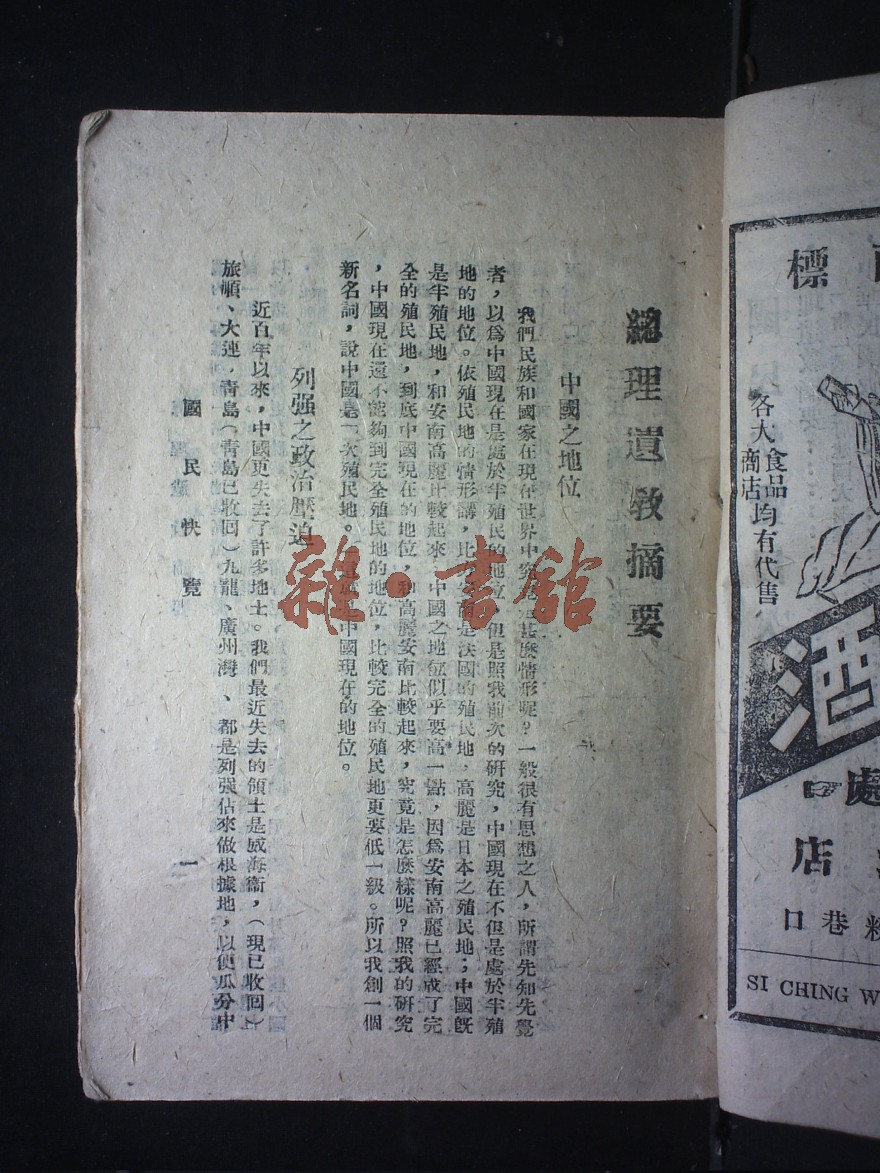 總理遺敎摘要
中國之地位
我們民族和國家在現在世界中究竟 甚麼情形呢？一般很有思想之人，所謂先知先覺
者，以爲中國現在是處於半殖民的地位，但是照我前次的研究，中國現在不但是處於半殖
地的地位。依殖民地的情形講，比方安南是法國的殖民地，高麗是日本之殖民地；中國旣
是半殖民地，和安南高麗比較起來，中國之地位似乎要高一點，因爲安南高麗已經成了完
全的殖民地，到底中國現在的地位，和高麗安南比較起來，究竟是怎麼樣呢？照我的硏究
，中國現在還不能夠到完全殖民地的地位，比較完全的殖民地更要低一級。所以我創一個
新名詞，說中國是「次殖民地。」 中國現在的地位。
列强之政治壓迫
近百年以來，中國更失去了許多地土。我們最近失去的領土是威海衞，（現已收回）
旅順、大連，靑島（靑島已收回）九龍、廣州灣、都是列强佔來做根據地，以便瓜分中
國民快覽
一
雜·書館
標
各大食品
商店均有代售
酒
處
店
巷口
SI CHING W